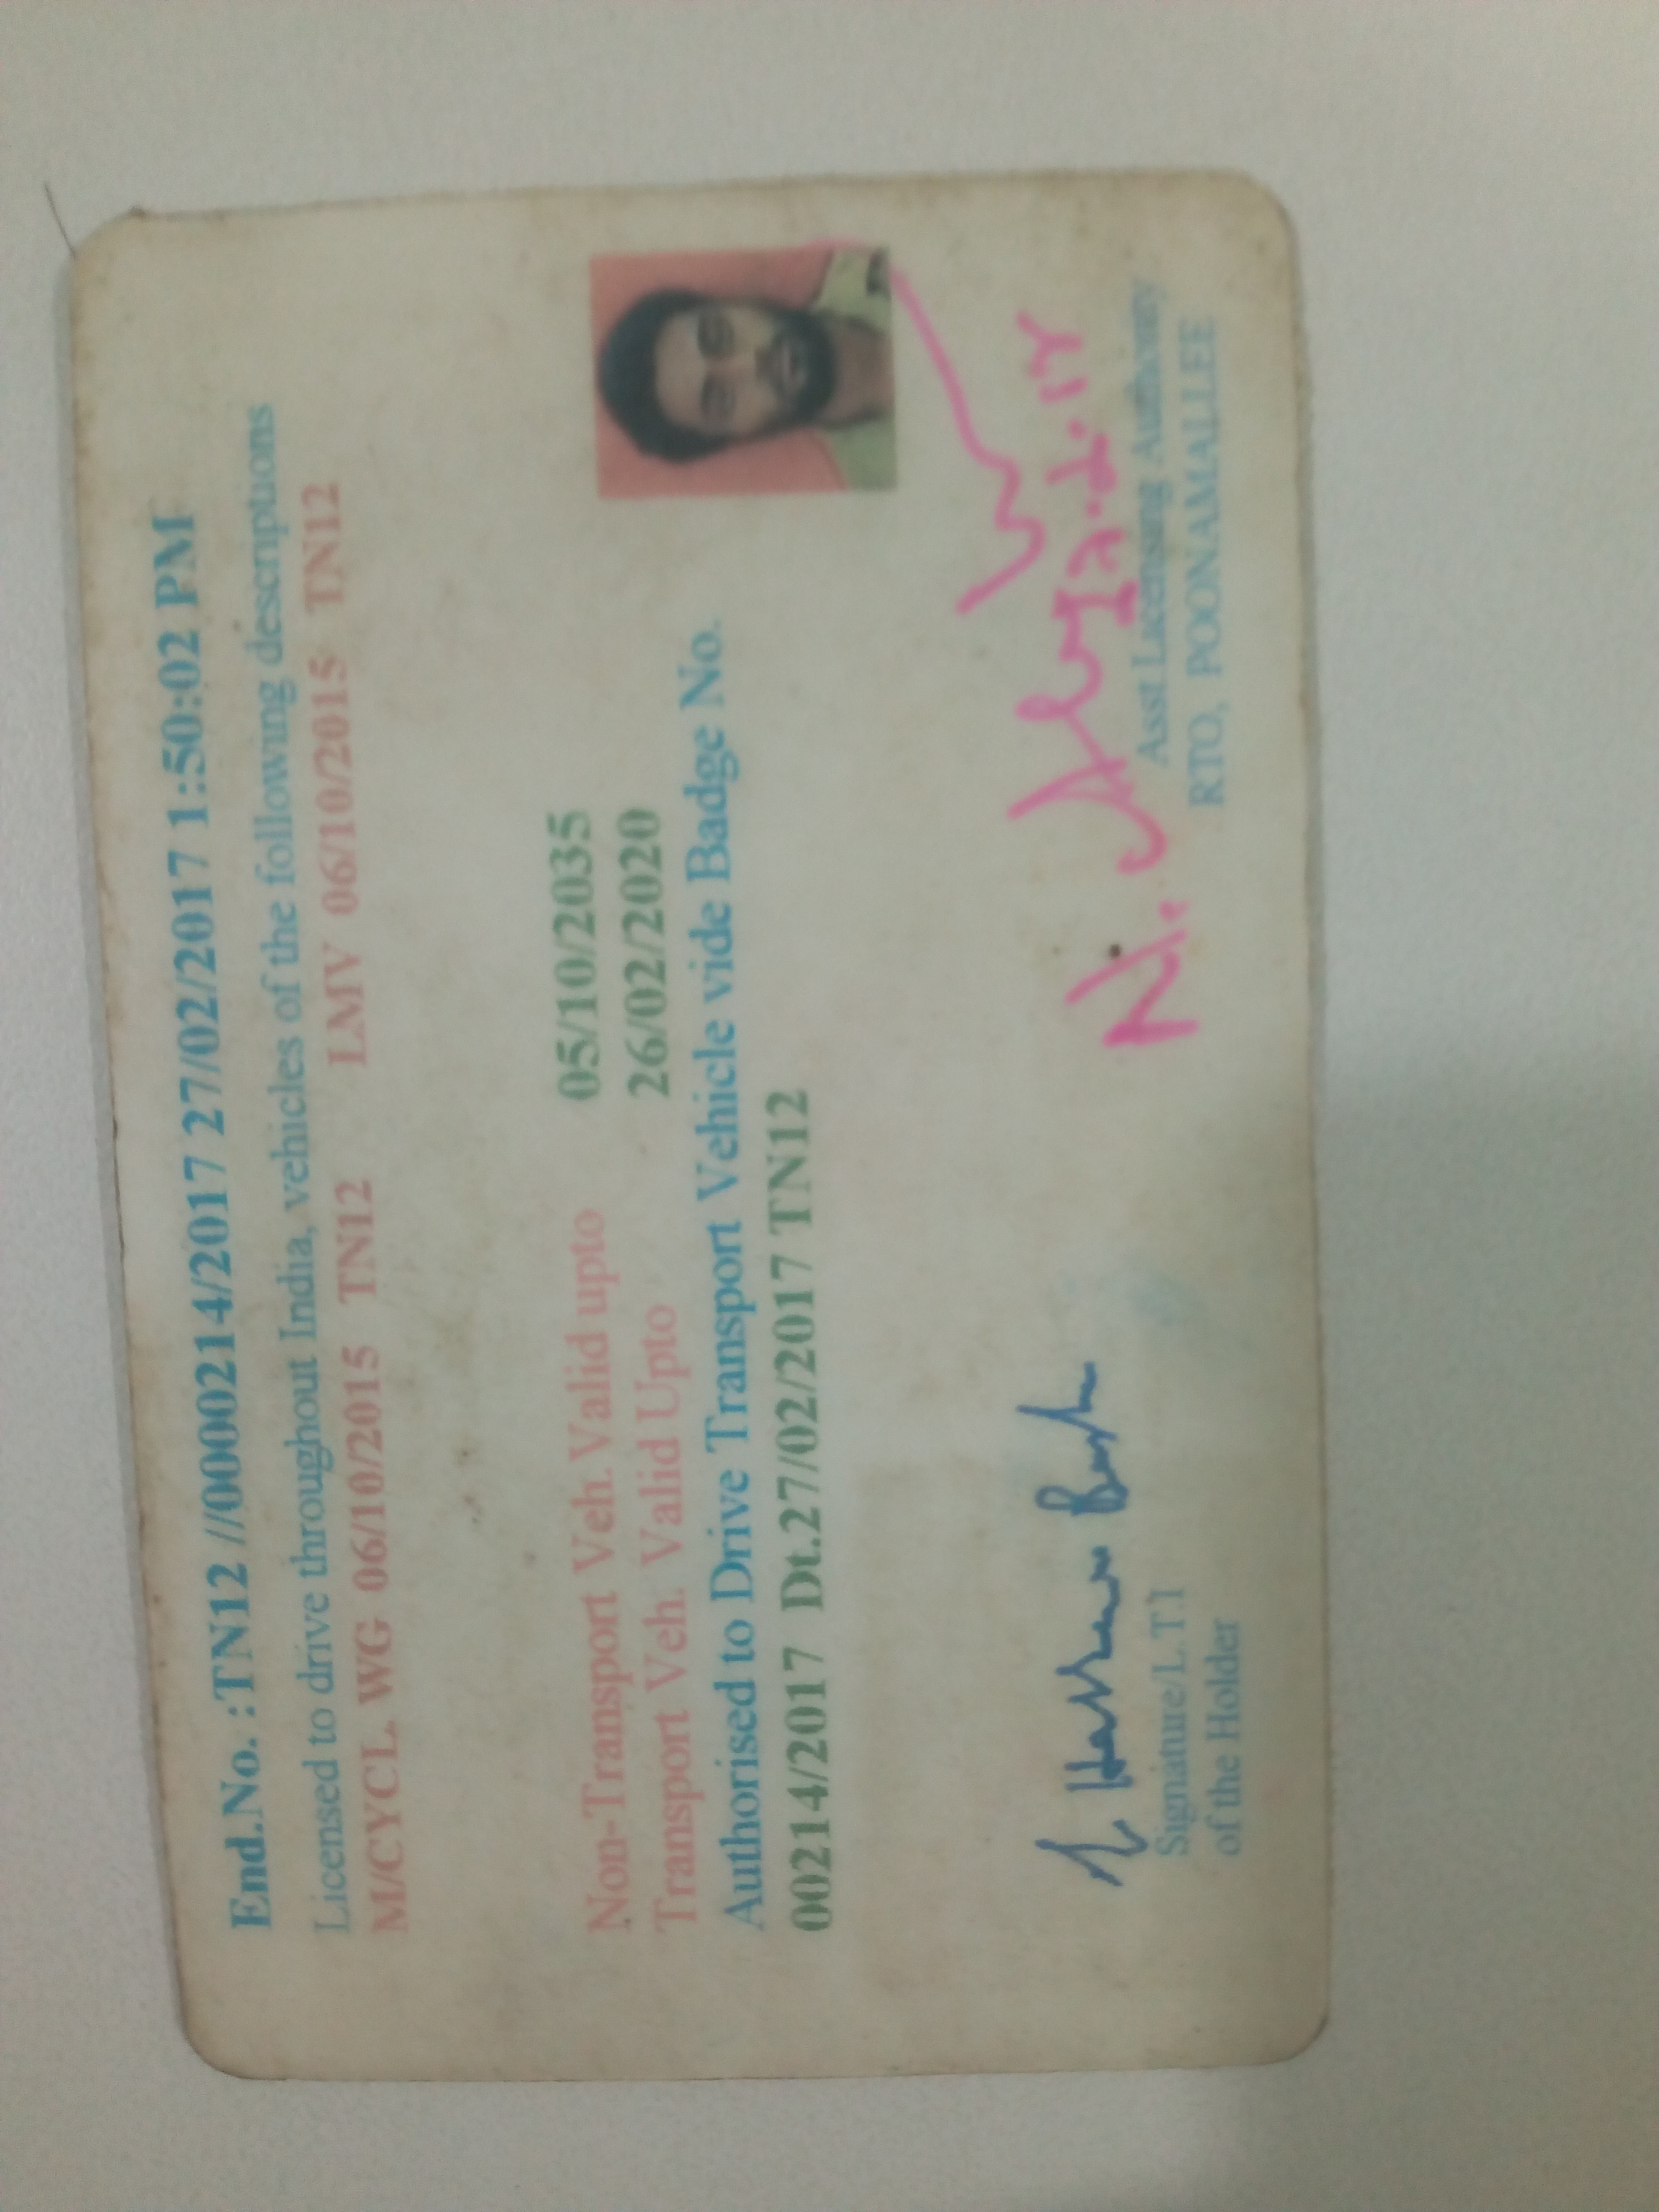 End.No. :TN12 //0000214/2017 27/02/2017 1:50:02 PM
Licensed to drive throughout India, vehicles of the following descriptions
M/CYCL. WG 06/10/2015 TN12 LMV 06/10/2015 TN12
Non-Transport Veh.Valid upto 05/10/2035
Transport Veh. Valid Upto 26/02/2020
Authorised to Drive Transport Vehicle vide Badge No.
00214/2017 Dt.27/02/2017 TN12
Signature/L.T.I
of the Holder
Asst Licensing Authority
RTO, POONAMALLEE